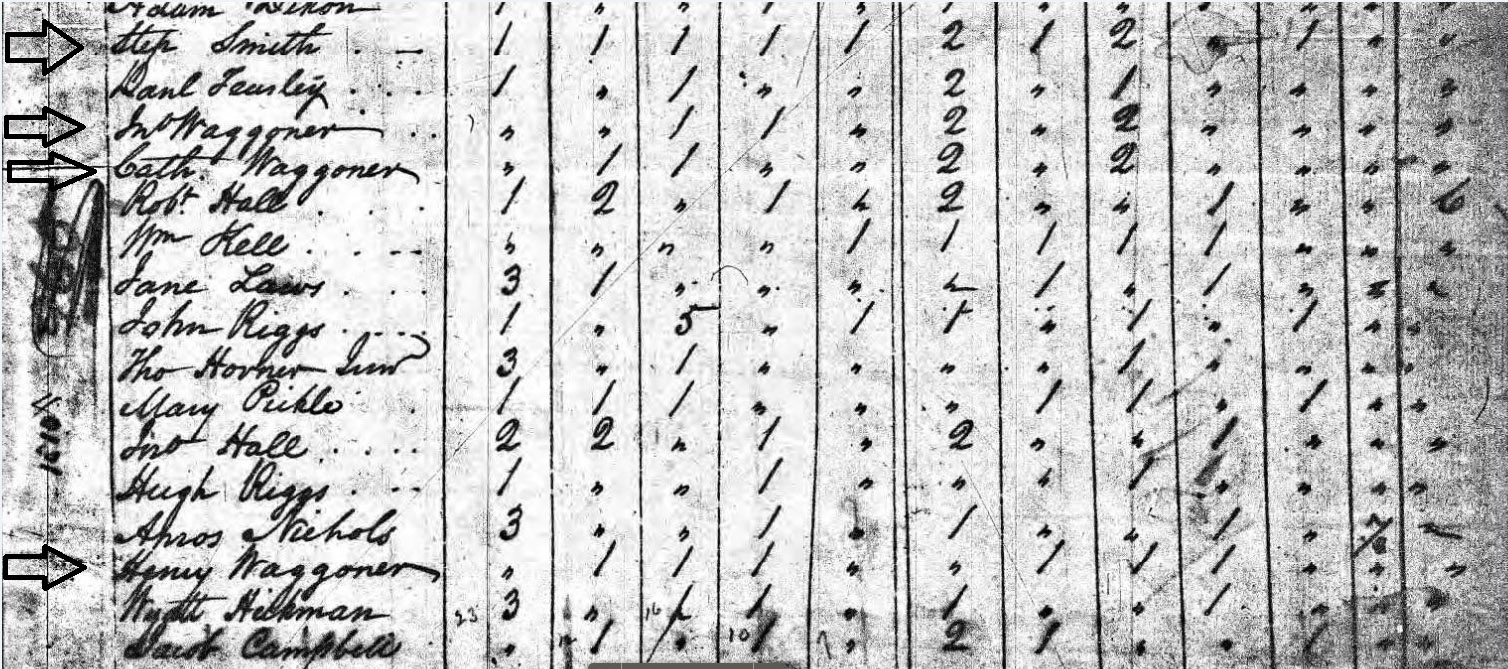 Adam Dixon 1 " " 1 " 
Step Smith 1 1 1 1 1 2 1 2 " 1 " "
Danl Feasley 1 " 1 " " 2 " 1 " " " "
Jno Waggoner " " 1 1 " 2 " 2 " " " "
Cath Waggoner " 1 1 " " 2 " 2 " " " "
Robt Hall 1 2 " 1 " 2 " " 1 " " 6
Wm Kell " " " " 1 1 1 1 1 " " "
Jane Laws 3 1 " " " 1 " 1 " "
John Riggs 1 " 5 " 1 1 " 1 " 1 " "
Tho Horner Junr 3 " 1 " " " " 1 " " " "
Mary Pickle 1 1 1 " " " 1 1 " 1 " "
Jno Hall 2 2 " 1 " 2 " " 1 " " "
Hugh Riggs 1 " " 1 " " " 1 " " " "
Amos Nichols 3 " " 1 " 1 " " 1 "
Henry Waggoner " 1 1 1 " " 1 1 1 " " "
Wyatt Hickman 23 3 " 16 1 1 " 1 " " 1 " " "
Jacob Campbell " 1 " 10 1 " 2 1 " " 1 " "